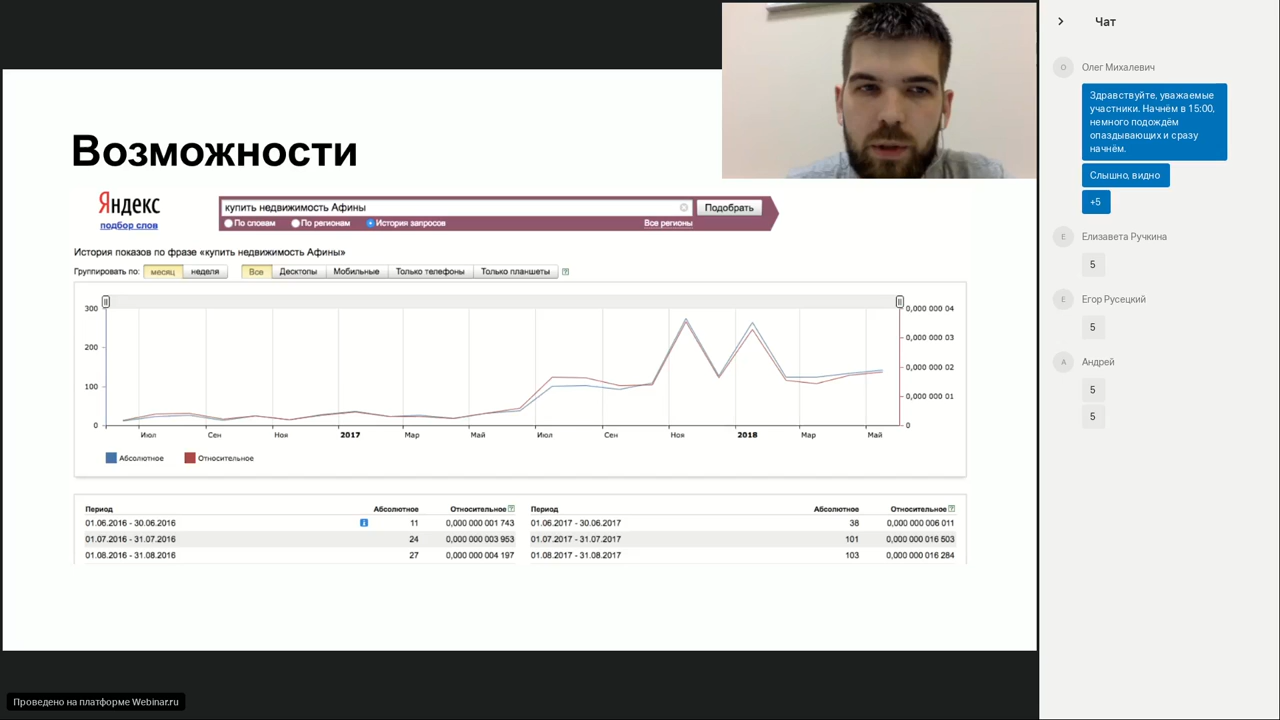 Возможности
Яндекс
подбор слов
купить недвижимость Афины
Подобрать
По словам
По регионам
История запросов
Все регионы
История показов по фразе «купить недвижимость Афины»
Группировать по:
месяц
неделя
Все
Десктопы
Мобильные
Только телефоны
Только планшеты
300
200
100
0
0,000 000 04
0,000 000 03
0,000 000 02
0,000 000 01
0
Июл
Сен
Ноя
2017
Мар
Май
Июл
Сен
Ноя
2018
Мар
Май
Абсолютное
Относительное
Период Абсолютное Относительное Период Абсолютное Относительное
01.06.2016 - 30.06.2016 11 0,000 000 001 743 01.06.2017 - 30.06.2017 38 0,000 000 006 011
01.07.2016 - 31.07.2016 24 0,000 000 003 953 01.07.2017 - 31.07.2017 101 0,000 000 016 503
01.08.2016 - 31.08.2016 27 0,000 000 004 197 01.08.2017 - 31.08.2017 103 0,000 000 016 284
Проведено на платформе Webinar.ru
Чат
О
Олег Михалевич
Здравствуйте, уважаемые
участники. Начнём в 15:00,
немного подождём
опаздывающих и сразу
начнём.
Слышно, видно
+5
Е
Елизавета Ручкина
5
Е
Егор Русецкий
5
А
Андрей
5
5